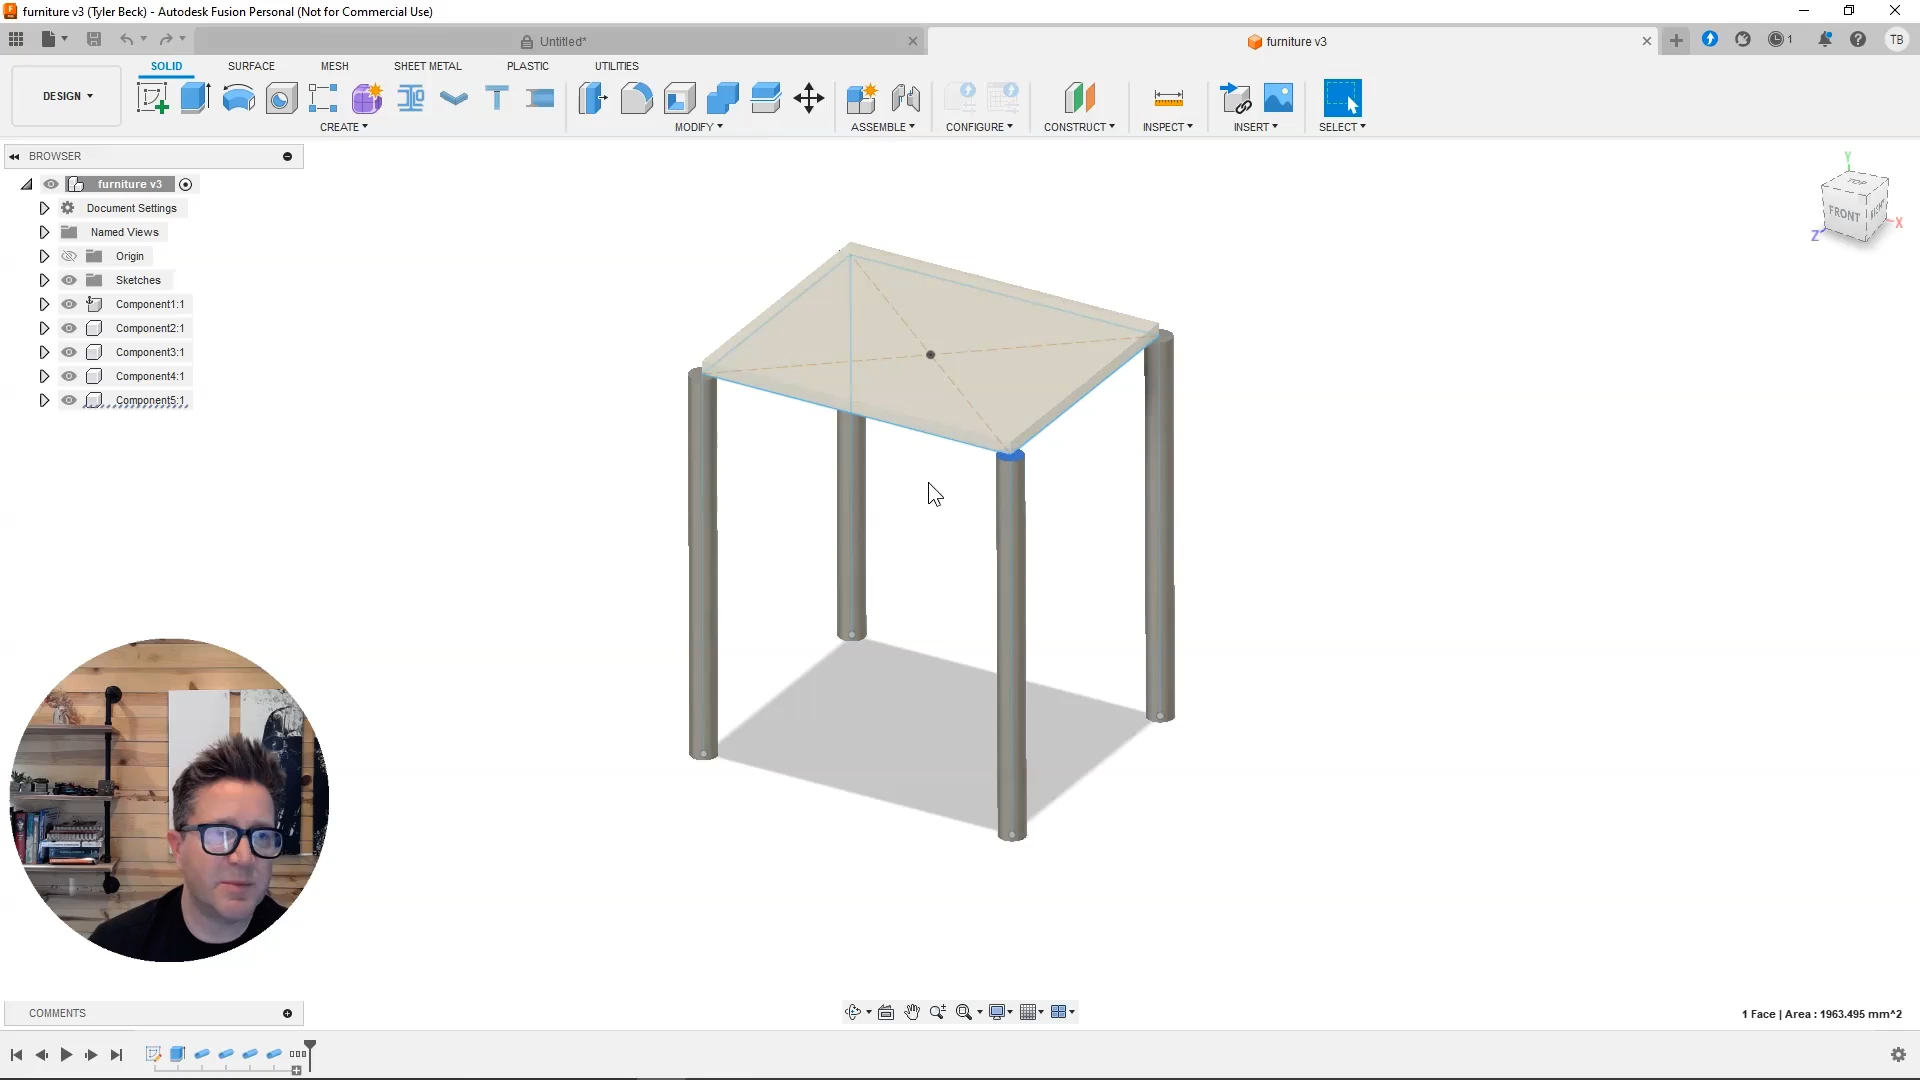 furniture v3 (Tyler Beck) - Autodesk Fusion Personal (Not for Commercial Use)
Untitled*
furniture v3
1
TB
DESIGN
SOLID
SURFACE
MESH
SHEET METAL
PLASTIC
UTILITIES
CREATE
MODIFY
ASSEMBLE
CONFIGURE
CONSTRUCT
INSPECT
INSERT
SELECT
BROWSER
furniture v3
Document Settings
Named Views
Origin
Sketches
Component1:1
Component2:1
Component3:1
Component4:1
Component5:1
Y
TOP
FRONT
RIGHT
X
Z
COMMENTS
1 Face | Area : 1963.495 mm^2